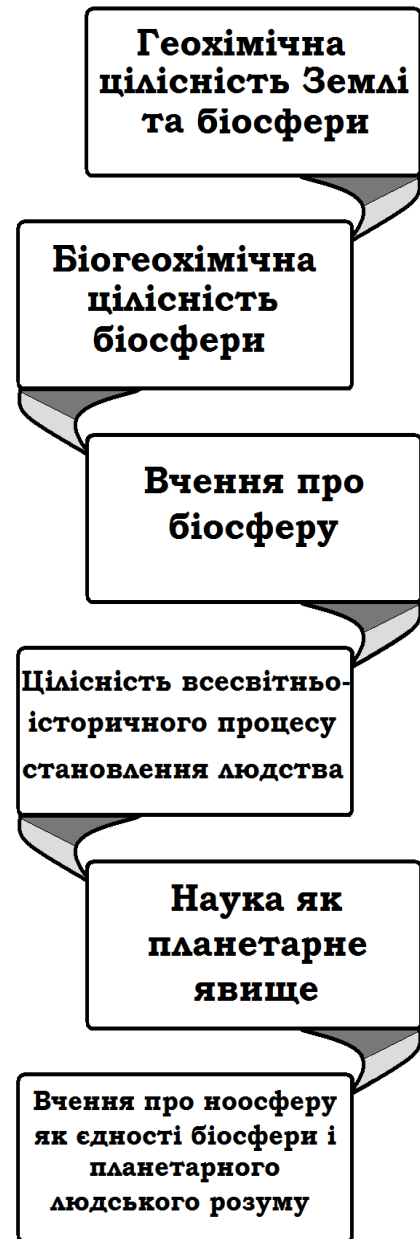 Геохімічна
цілісність Землі
та біосфери
Біогеохімічна
цілісність
біосфери
Вчення про
біосферу
Цілісність всесвітньо-
історичного процесу
становлення людства
Наука як
планетарне
явище
Вчення про ноосферу
як єдності біосфери і
планетарного
людського розуму